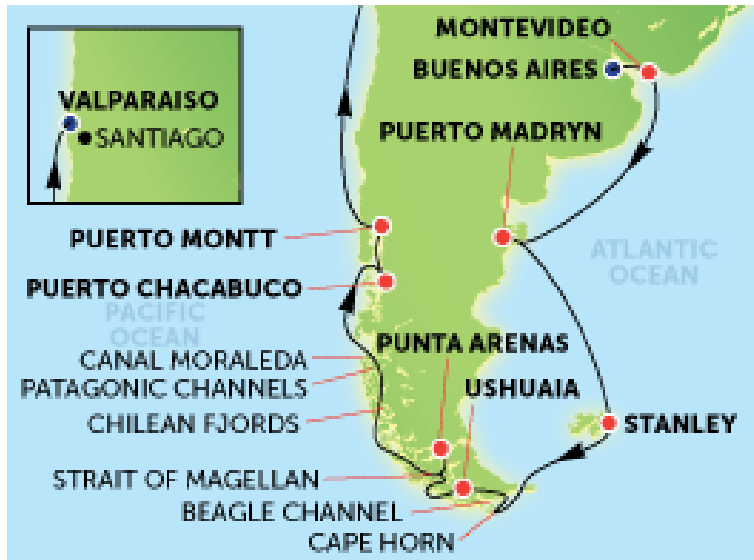 MONTEVIDEO
BUENOS AIRES
VALPARAISO
SANTIAGO
PUERTO MADRYN
PUERTO MONTT
ATLANTIC
OCEAN
PUERTO CHACABUCO
PACIFIC
OCEAN
PUNTA ARENAS
CANAL MORALEDA
PATAGONIC CHANNELS
USHUAIA
CHILEAN FJORDS
STANLEY
STRAIT OF MAGELLAN
BEAGLE CHANNEL
CAPE HORN